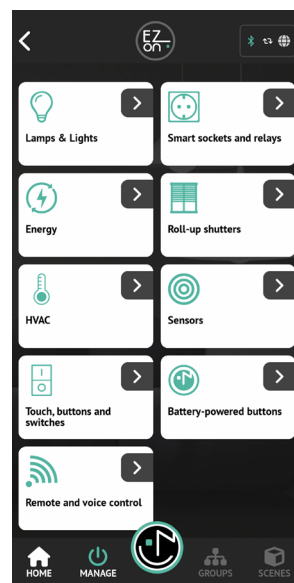 EZ
on
Lamps & Lights
Smart sockets and relays
Energy
Roll-up shutters
HVAC
Sensors
Touch, buttons and
switches
Battery-powered buttons
Remote and voice control
HOME
MANAGE
GROUPS
SCENES